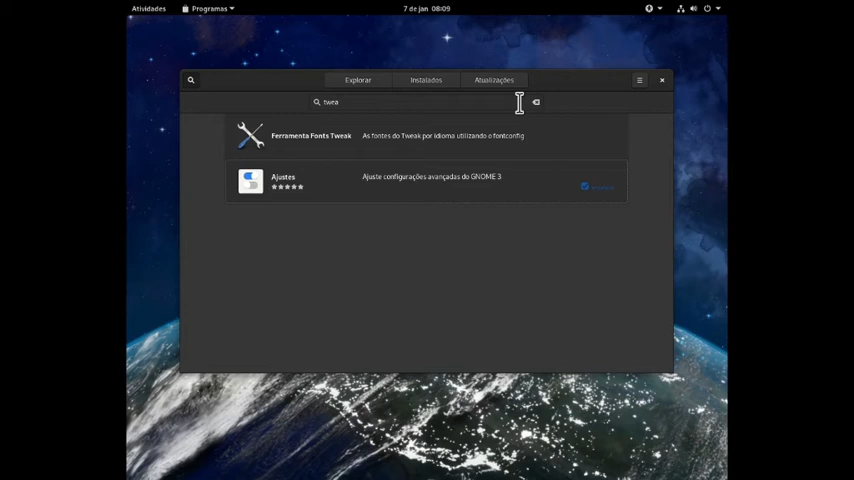 Atividades
Programas
7 de jan 08:09
Explorar
Instalados
Atualizações
twea
Ferramenta Fonts Tweak
As fontes do Tweak por idioma utilizando o fontconfig
Ajustes
Ajuste configurações avançadas do GNOME 3